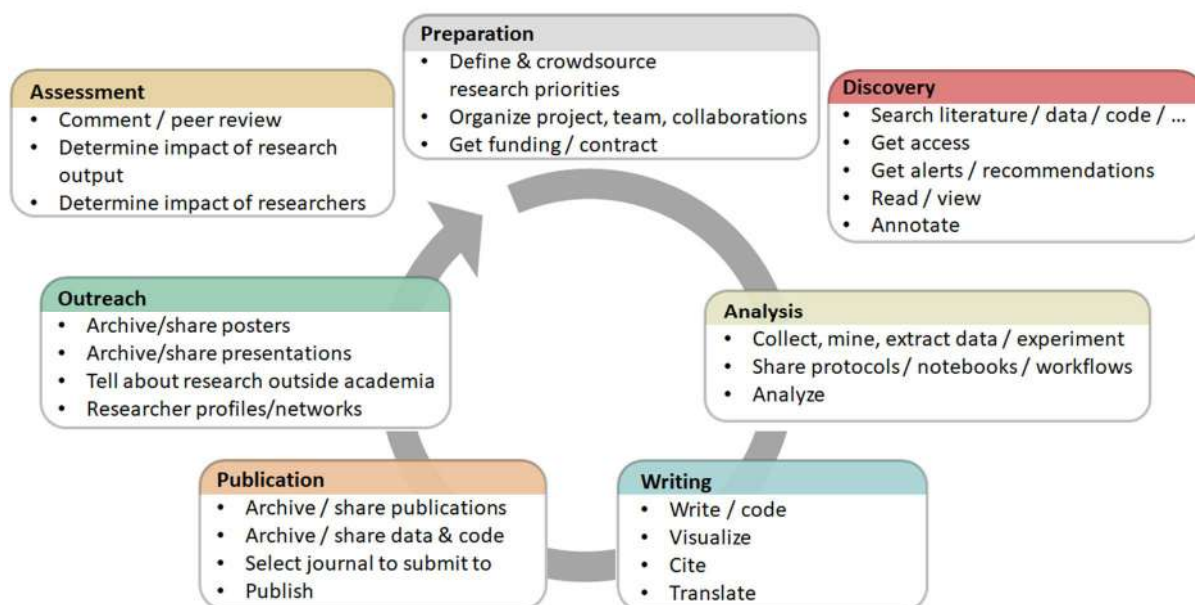 Preparation
• Define & crowdsource
research priorities
• Organize project, team, collaborations
• Get funding / contract
Discovery
• Search literature / data / code / ...
• Get access
• Get alerts / recommendations
• Read / view
• Annotate
Analysis
• Collect, mine, extract data / experiment
• Share protocols / notebooks / workflows
• Analyze
Writing
• Write / code
• Visualize
• Cite
• Translate
Publication
• Archive / share publications
• Archive / share data & code
• Select journal to submit to
• Publish
Outreach
• Archive/share posters
• Archive/share presentations
• Tell about research outside academia
• Researcher profiles/networks
Assessment
• Comment / peer review
• Determine impact of research
output
• Determine impact of researchers